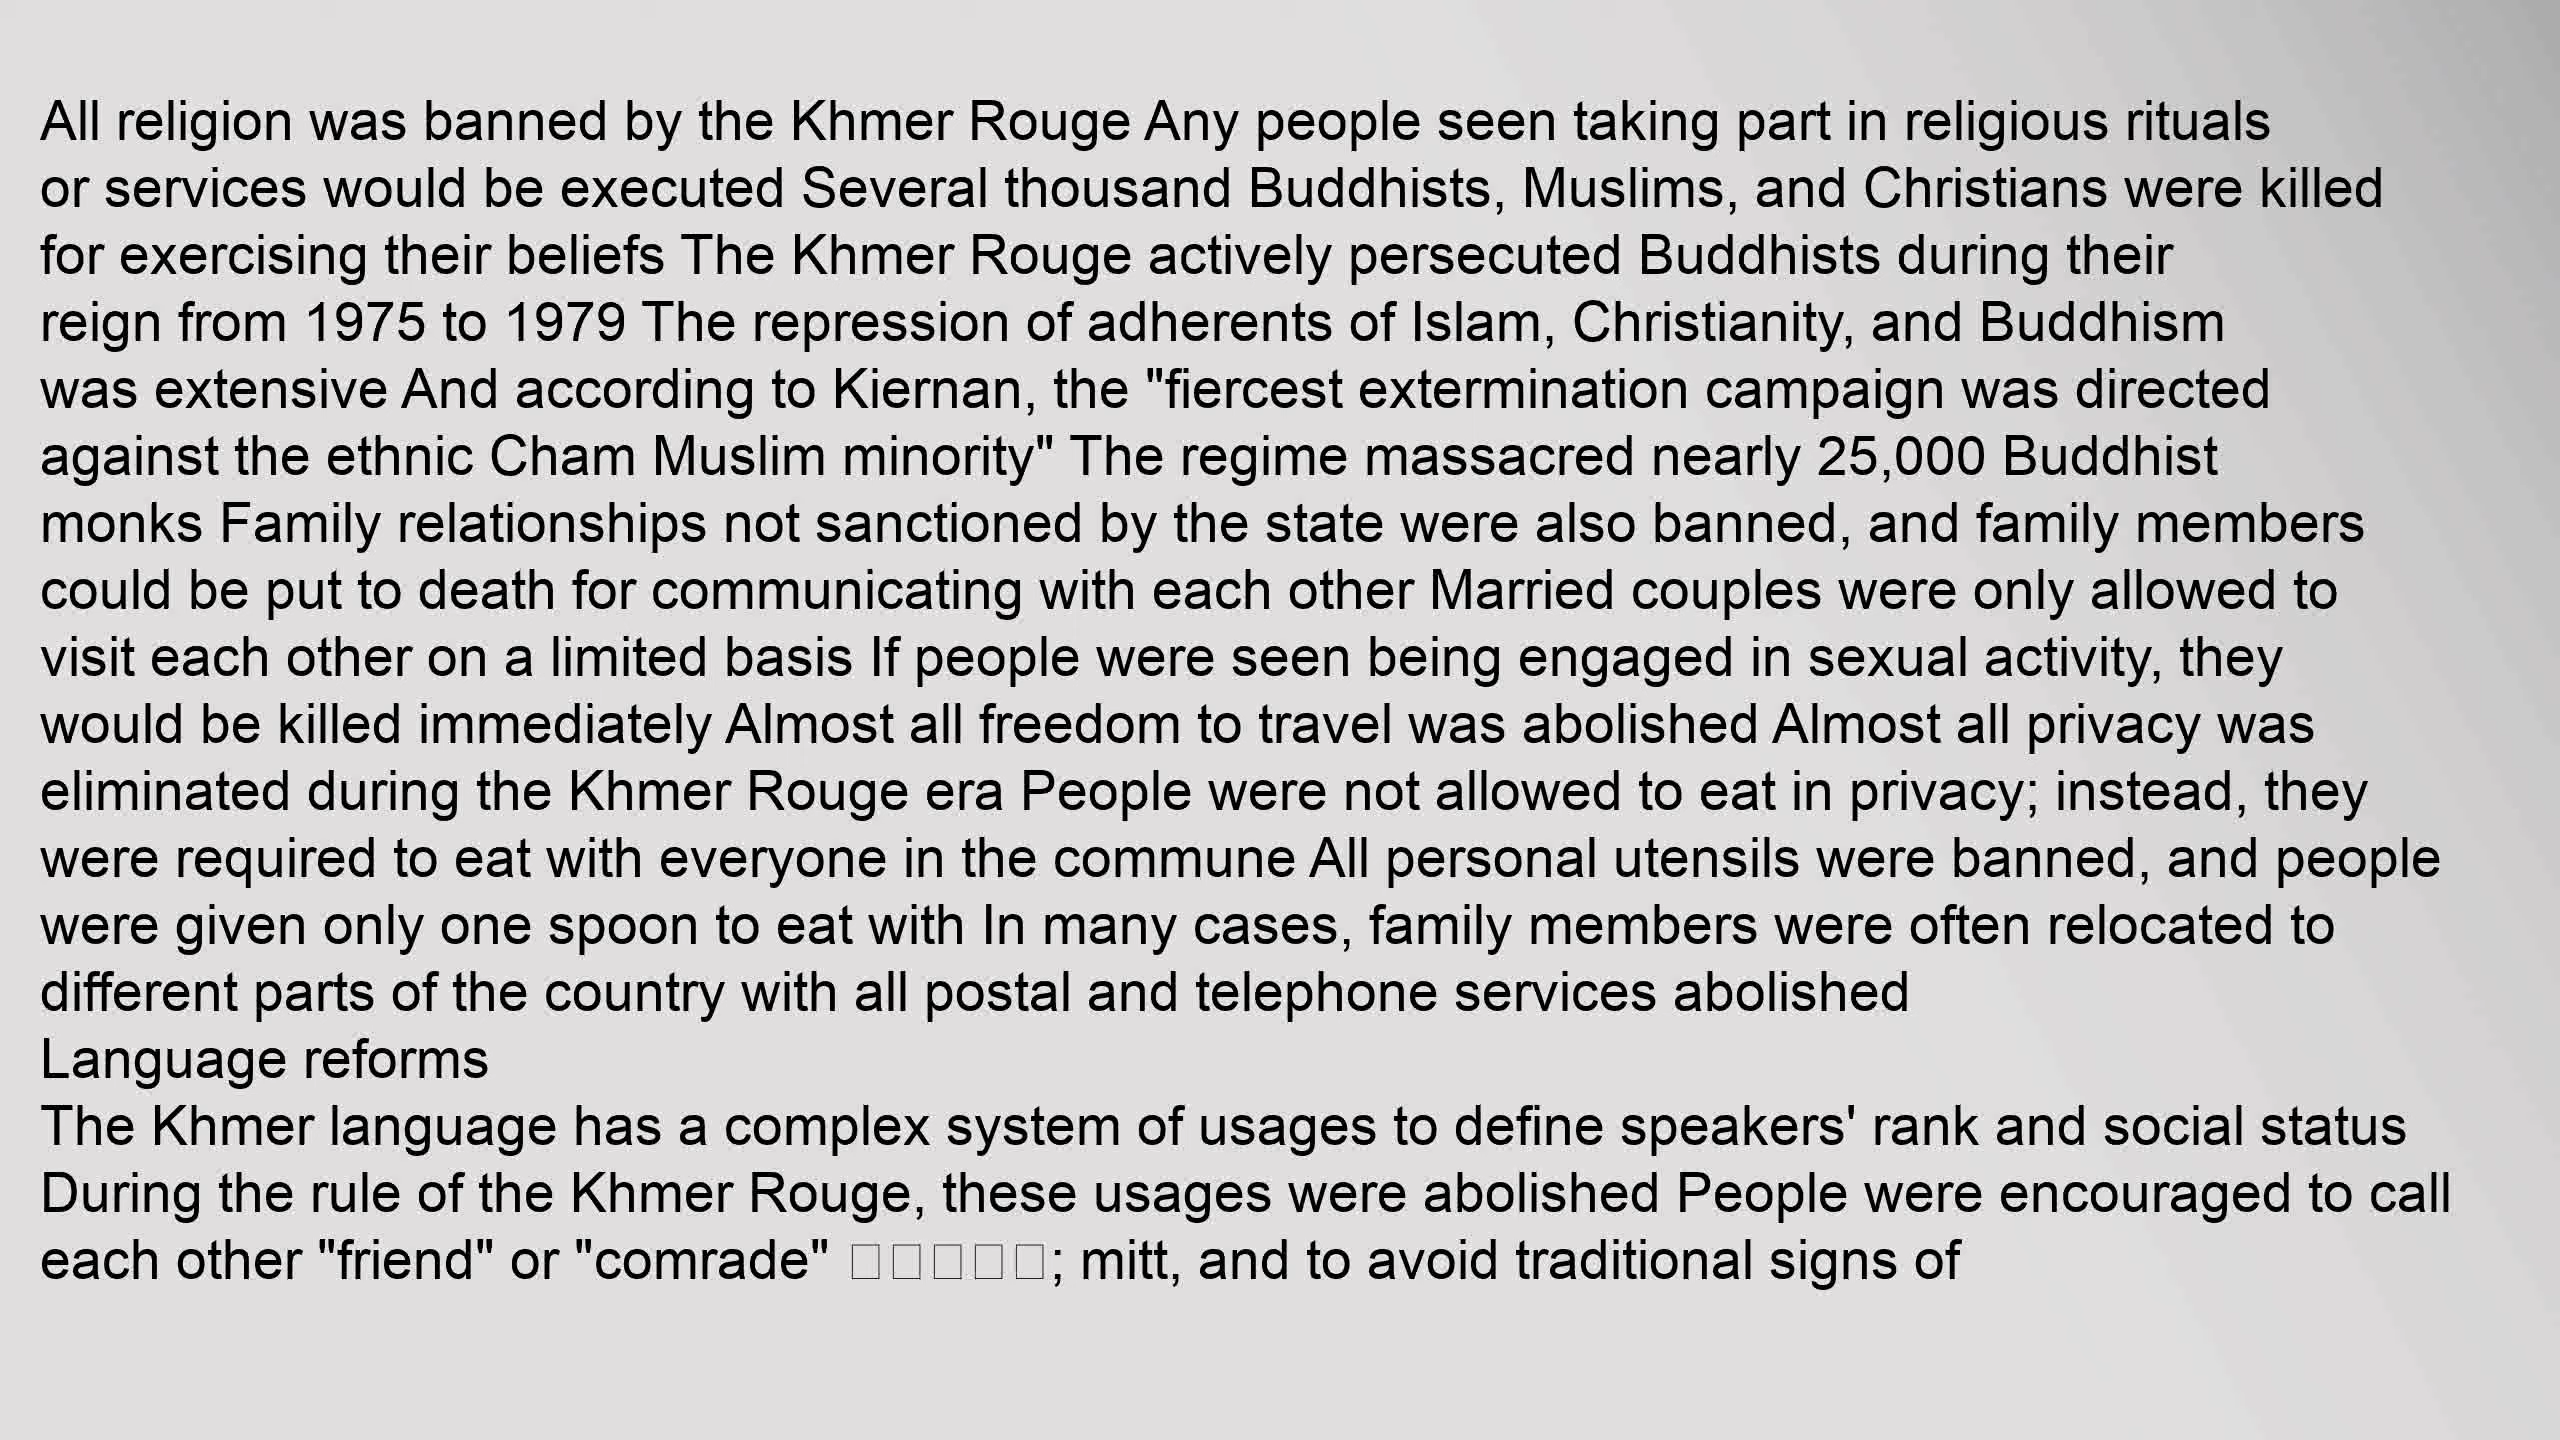 All religion was banned by the Khmer Rouge Any people seen taking part in religious rituals
or services would be executed Several thousand Buddhists, Muslims, and Christians were killed
for exercising their beliefs The Khmer Rouge actively persecuted Buddhists during their
reign from 1975 to 1979 The repression of adherents of Islam, Christianity, and Buddhism
was extensive And according to Kiernan, the "fiercest extermination campaign was directed
against the ethnic Cham Muslim minority" The regime massacred nearly 25,000 Buddhist
monks Family relationships not sanctioned by the state were also banned, and family members
could be put to death for communicating with each other Married couples were only allowed to
visit each other on a limited basis If people were seen being engaged in sexual activity, they
would be killed immediately Almost all freedom to travel was abolished Almost all privacy was
eliminated during the Khmer Rouge era People were not allowed to eat in privacy; instead, they
were required to eat with everyone in the commune All personal utensils were banned, and people
were given only one spoon to eat with In many cases, family members were often relocated to
different parts of the country with all postal and telephone services abolished
Language reforms
The Khmer language has a complex system of usages to define speakers' rank and social status
During the rule of the Khmer Rouge, these usages were abolished People were encouraged to call
each other "friend" or "comrade" □□□□□; mitt, and to avoid traditional signs of